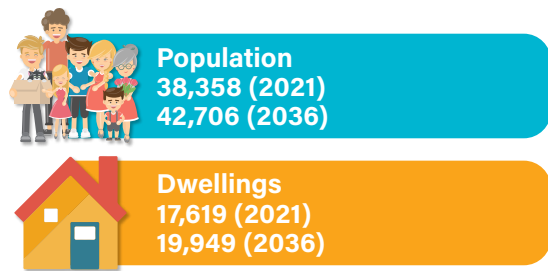 Population
38,358 (2021)
42,706 (2036)
Dwellings
17,619 (2021)
19,949 (2036)